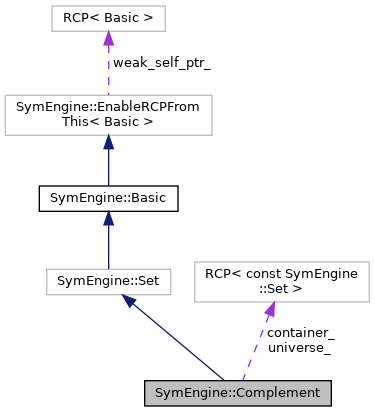 RCP< Basic >
weak_self_ptr_
SymEngine::EnableRCPFrom
This< Basic >
SymEngine::Basic
SymEngine::Set
RCP< const SymEngine
::Set >
container_
universe_
SymEngine::Complement